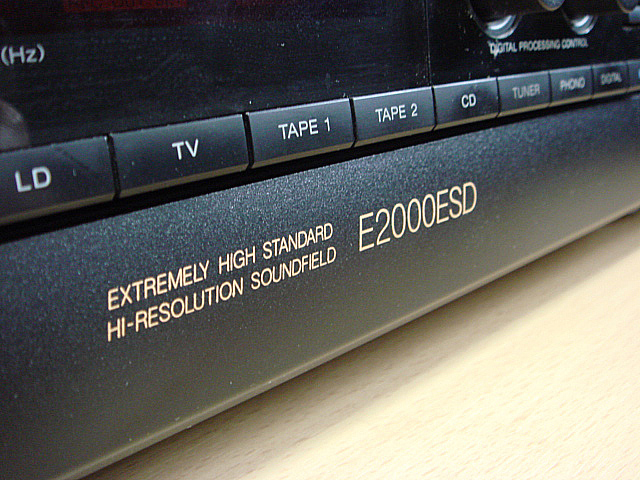 (Hz)
DIGITAL PROCESSING CONTROL
LD
TV
TAPE 1
TAPE 2
CD
TUNER
PHONO
DIGITAL
EXTREMELY HIGH STANDARD
HI-RESOLUTION SOUNDFIELD
E2000ESD